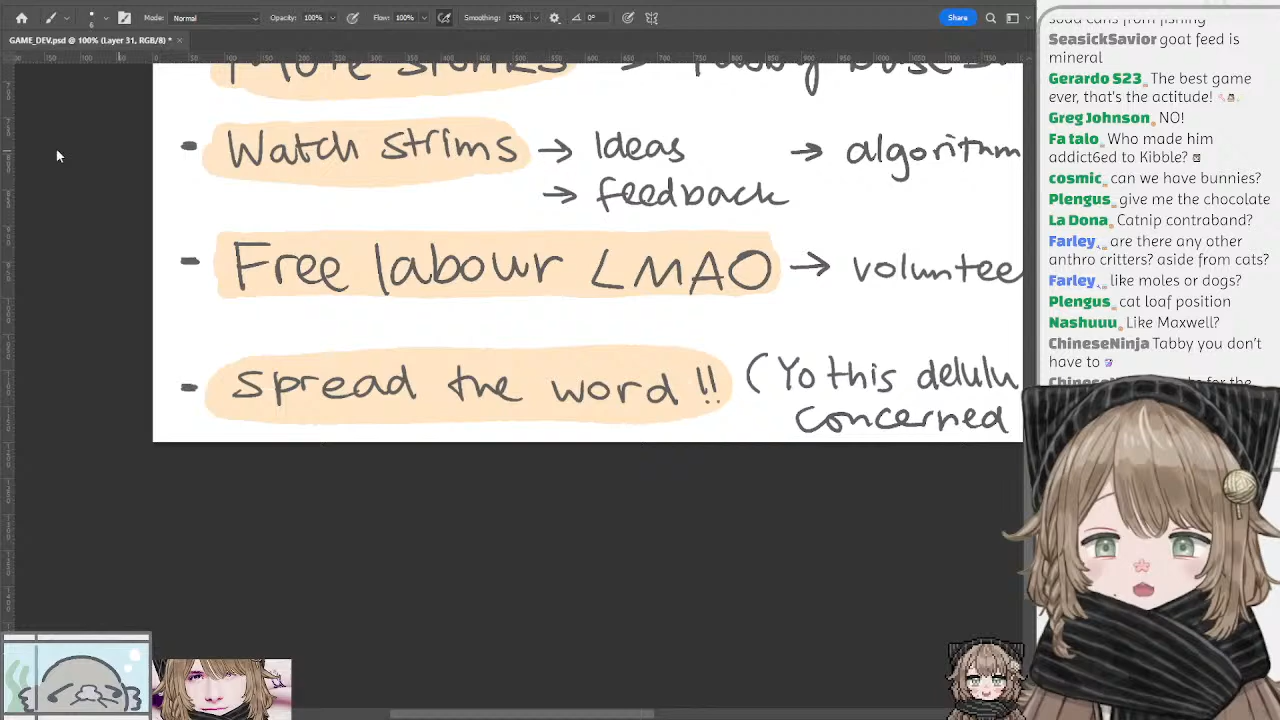 Mode: Normal Opacity: 100% Flow: 100% Smoothing: 15% 0° Share
GAME_DEV.psd @ 100% (Layer 31, RGB/8) *
- Watch strims → Ideas → algorithm
→ feedback
- Free labour LMAO → voluntee
- spread the word !! (Yo this delulu
concerned
soda cans from fishing
SeasickSavior goat feed is
mineral
Gerardo S23 The best game
ever, that's the actitude!
Greg Johnson NO!
Fa talo Who made him
addict6ed to Kibble?
cosmic can we have bunnies?
Plengus give me the chocolate
La Dona Catnip contraband?
Farley are there any other
anthro critters? aside from cats?
Farley like moles or dogs?
Plengus cat loaf position
Nashuuu Like Maxwell?
ChineseNinja Tabby you don't
have to